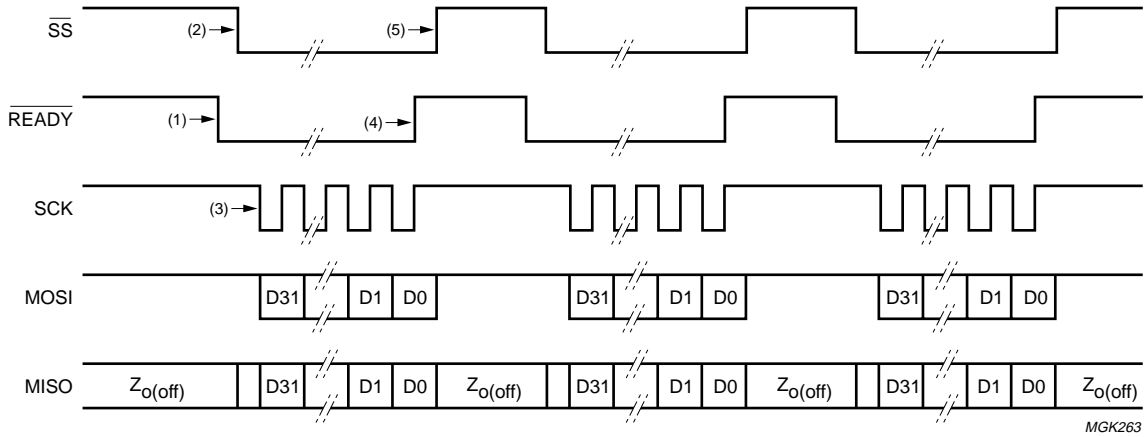 SS (2) (5)
READY (1) (4)
SCK (3)
MOSI D31 D1 D0 D31 D1 D0 D31 D1 D0
MISO Zo(off) D31 D1 D0 Zo(off) D31 D1 D0 Zo(off) D31 D1 D0 Zo(off)
MGK263